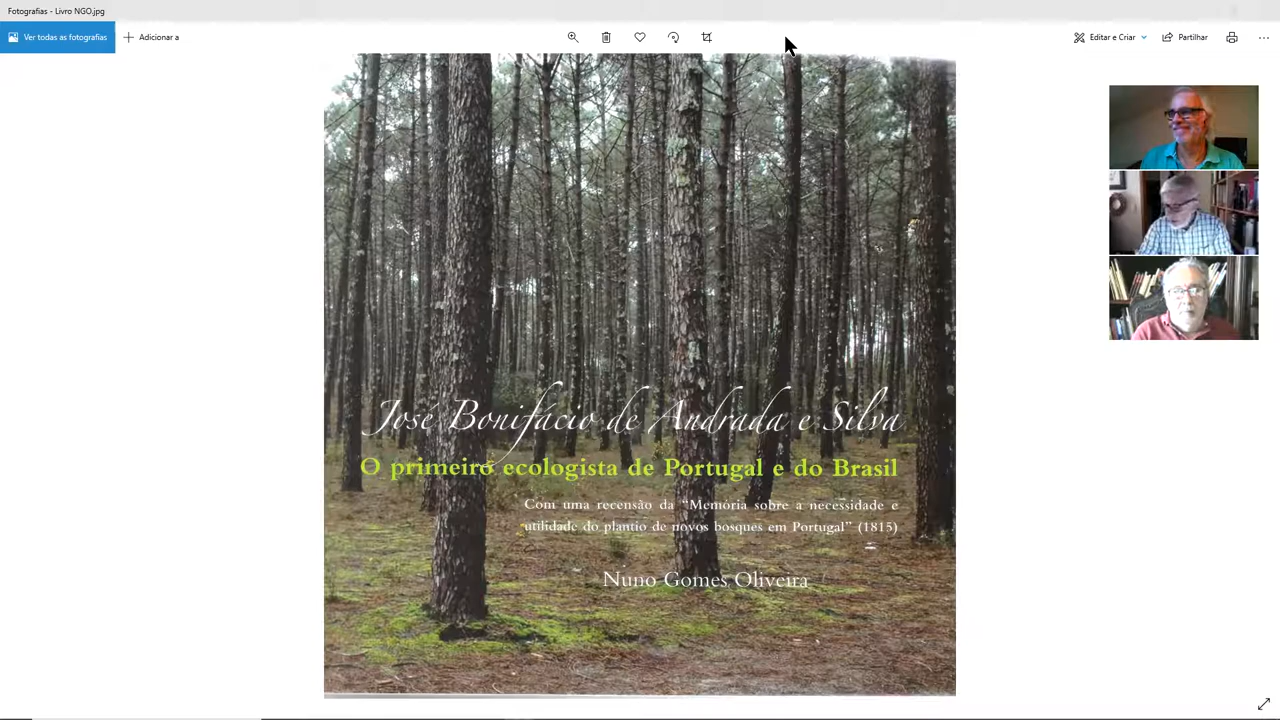 Fotografias - Livro NGO.jpg
Ver todas as fotografias
Adicionar a
Editar e Criar
Partilhar
José Bonifácio de Andrada e Silva
O primeiro ecologista de Portugal e do Brasil
Com uma recensão da "Memória sobre a necessidade e
utilidade do plantio de novos bosques em Portugal" (1815)
Nuno Gomes Oliveira